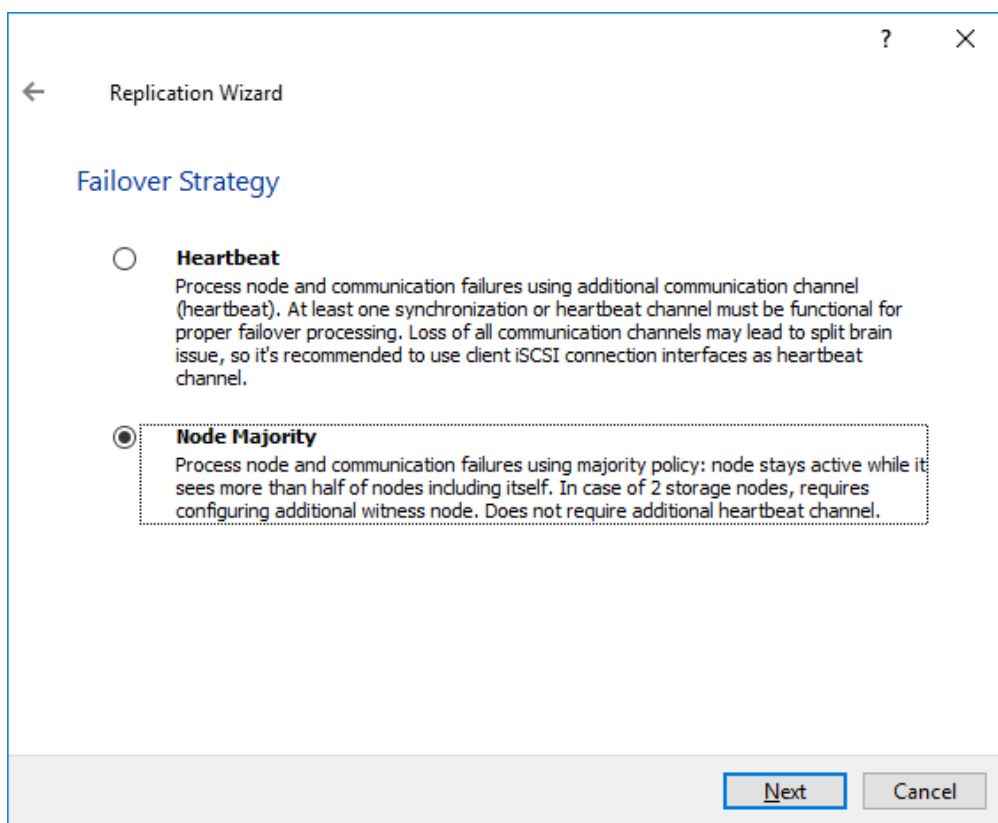 ?
Replication Wizard
Failover Strategy
Heartbeat
Process node and communication failures using additional communication channel
(heartbeat). At least one synchronization or heartbeat channel must be functional for
proper failover processing. Loss of all communication channels may lead to split brain
issue, so it's recommended to use client iSCSI connection interfaces as heartbeat
channel.
Node Majority
Process node and communication failures using majority policy: node stays active while it
sees more than half of nodes including itself. In case of 2 storage nodes, requires
configuring additional witness node. Does not require additional heartbeat channel.
Next Cancel